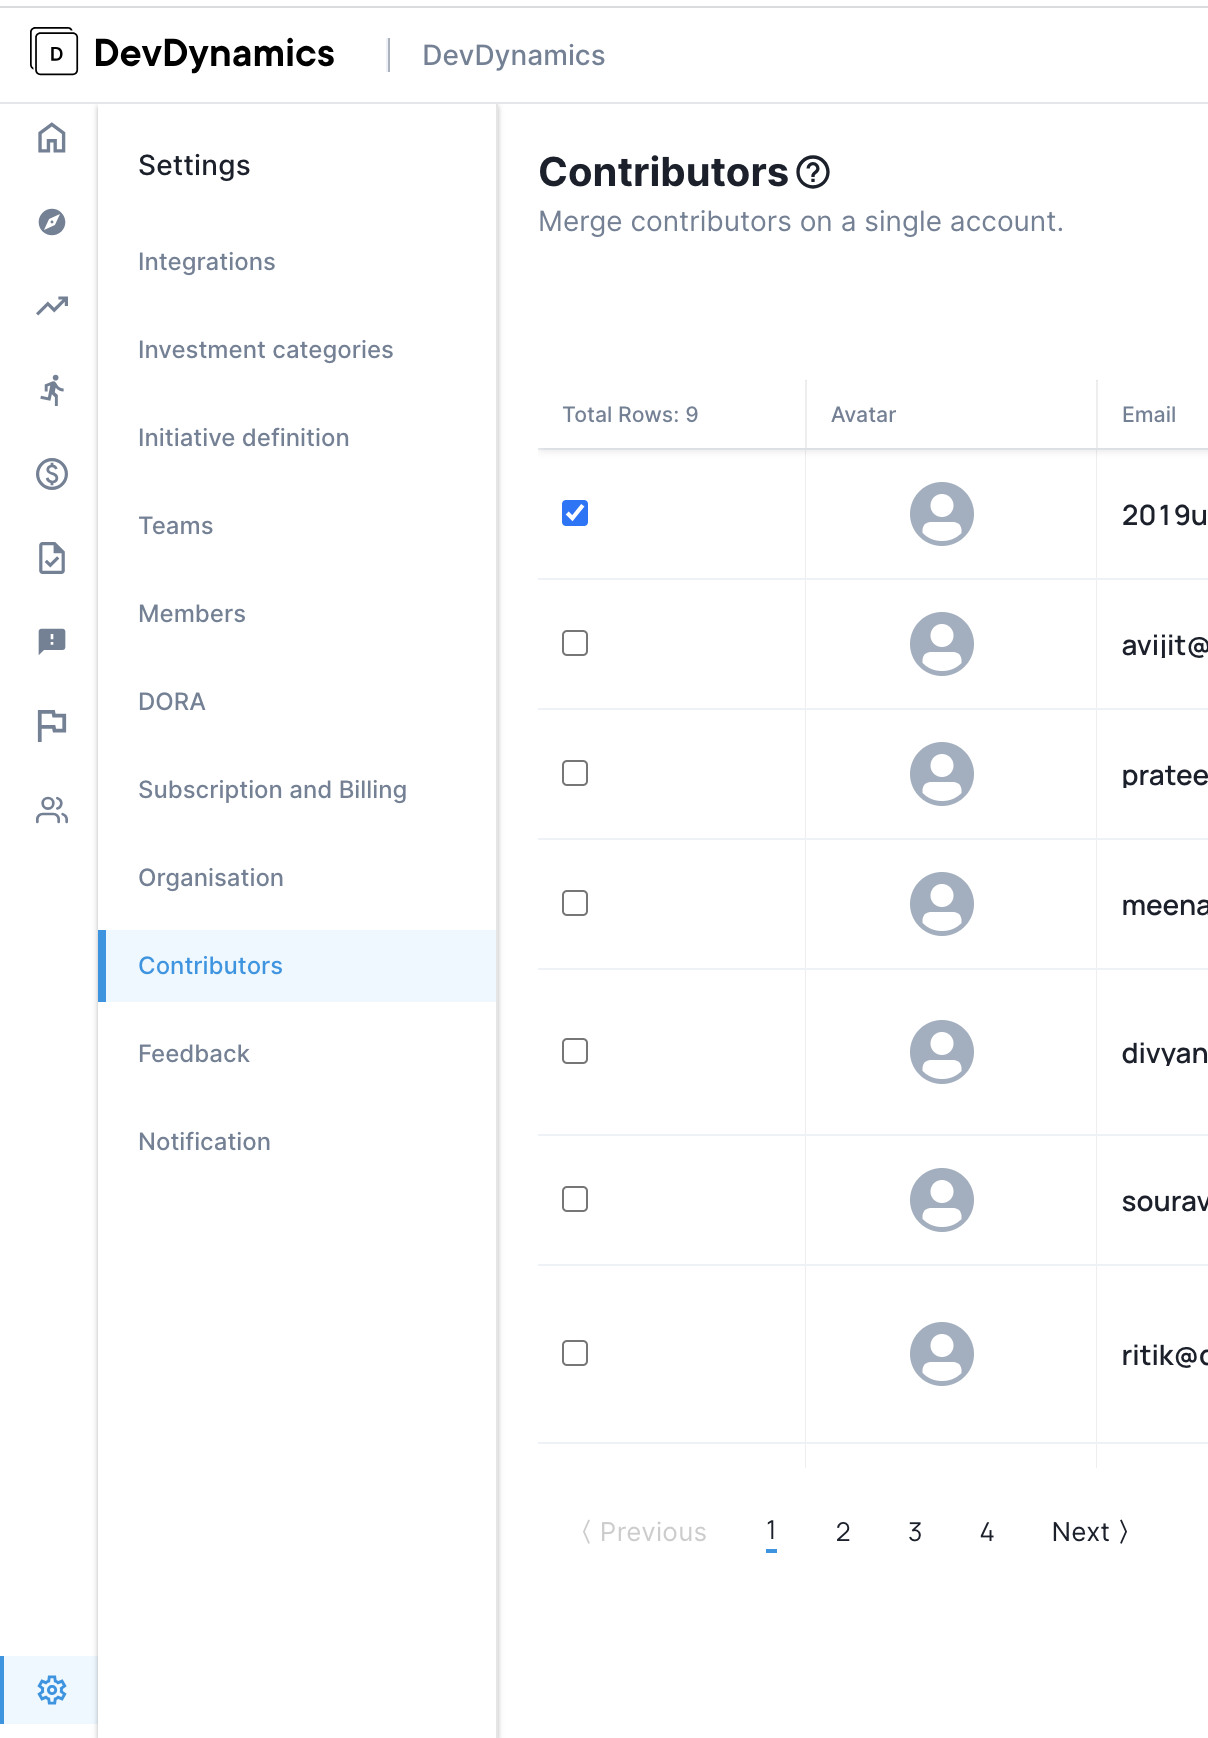 D DevDynamics | DevDynamics
Settings
Integrations
Investment categories
Initiative definition
Teams
Members
DORA
Subscription and Billing
Organisation
Contributors
Feedback
Notification
Contributors ?
Merge contributors on a single account.
Total Rows: 9 Avatar Email
2019u
avijit@
pratee
meena
divyan
sourav
ritik@
〈 Previous 1 2 3 4 Next 〉